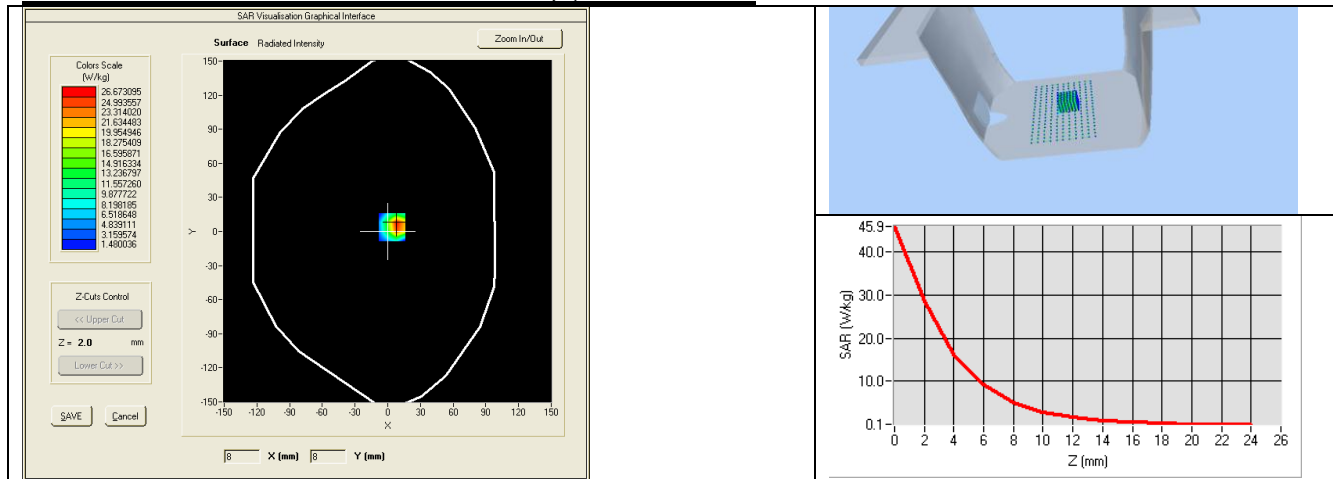 SAR Visualisation Graphical Interface
Surface Radiated Intensity
Zoom In/Out
Colors Scale
(W/kg)
26.673095
24.993557
23.314020
21.634483
19.954946
18.275409
16.595871
14.916334
13.236797
11.557260
9.877722
8.198185
6.518648
4.839111
3.159574
1.480036
Z-Cuts Control
<< Upper Cut
Z = 2.0 mm
Lower Cut >>
SAVE Cancel
150
120
90
60
30
0
-30
-60
-90
-120
-150
Y
-150 -120 -90 -60 -30 0 30 60 90 120 150
X
8 X (mm) 8 Y (mm)
45.9
40.0
30.0
20.0
10.0
0.1
SAR (W/kg)
0 2 4 6 8 10 12 14 16 18 20 22 24 26
Z (mm)